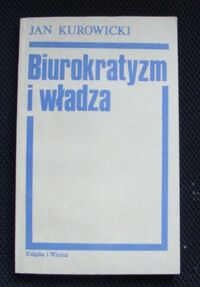 JAN KUROWICKI
Biurokratyzm
i władza
Książka i Wiedza